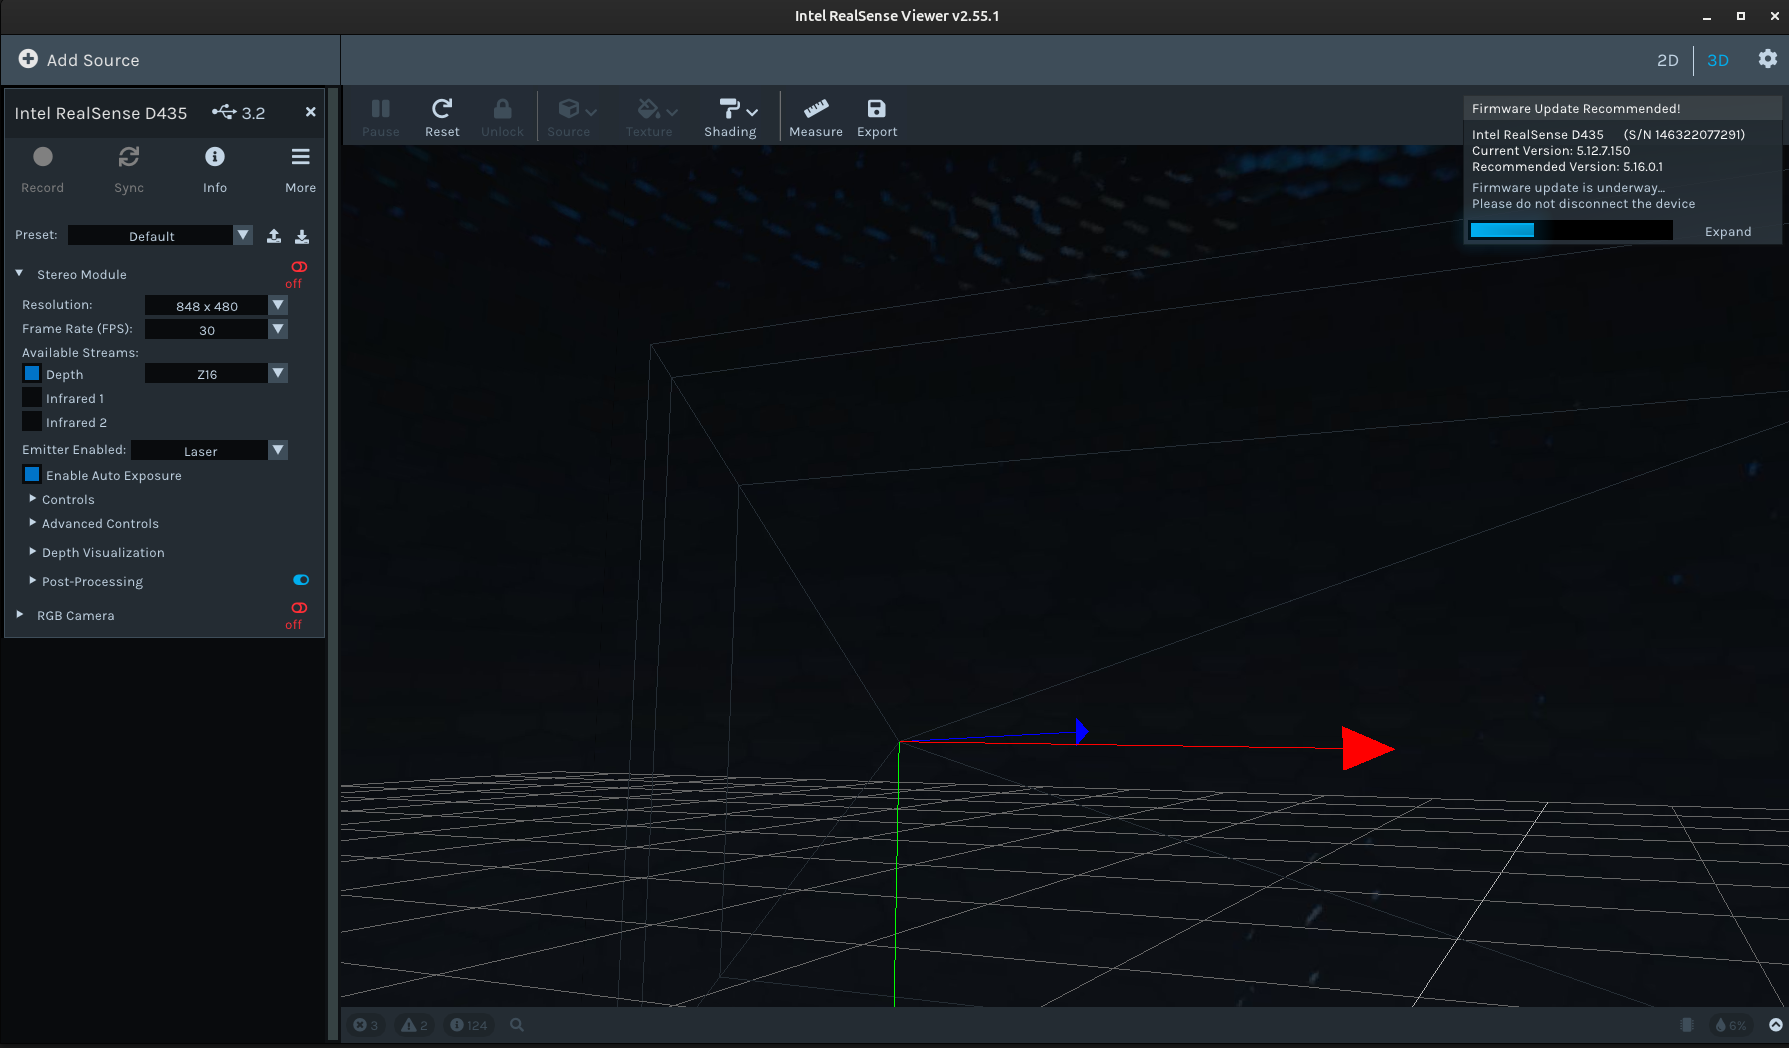 Intel RealSense Viewer v2.55.1
Add Source
2D
3D
Intel RealSense D435
3.2
Record
Sync
Info
More
Preset:
Default
Stereo Module
off
Resolution:
848 x 480
Frame Rate (FPS):
30
Available Streams:
Depth
Z16
Infrared 1
Infrared 2
Emitter Enabled:
Laser
Enable Auto Exposure
Controls
Advanced Controls
Depth Visualization
Post-Processing
RGB Camera
off
Pause
Reset
Unlock
Source
Texture
Shading
Measure
Export
Firmware Update Recommended!
Intel RealSense D435 (S/N 146322077291)
Current Version: 5.12.7.150
Recommended Version: 5.16.0.1
Firmware update is underway...
Please do not disconnect the device
Expand
3
2
124
6%